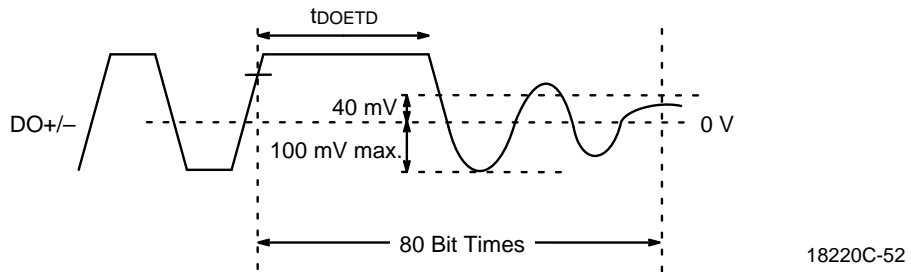 tDOETD
40 mV
DO+/–
0 V
100 mV max.
80 Bit Times
18220C-52